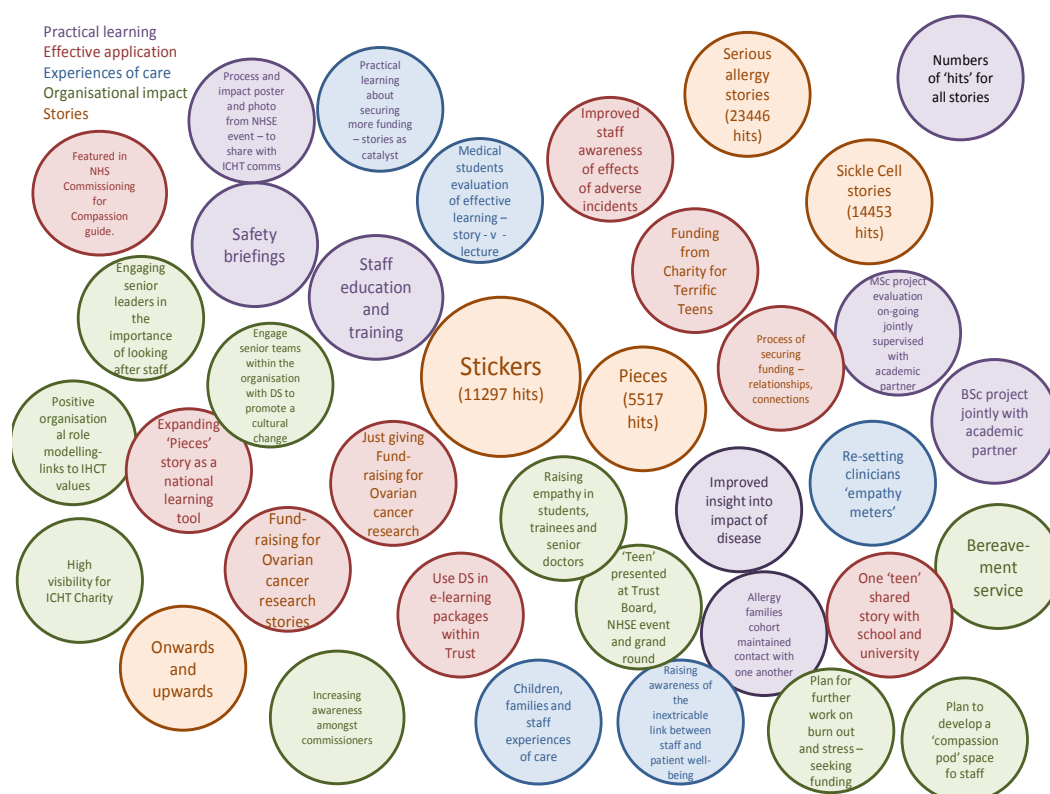 Practical learning
Effective application
Experiences of care
Organisational impact
Stories
Process and
impact poster
and photo
from NHSE
event – to
share with
ICHT comms
Practical
learning
about
securing
more funding
– stories as
catalyst
Serious
allergy
stories
(23446
hits)
Numbers
of ‘hits’ for
all stories
Featured in
NHS
Commissioning
for
Compassion
guide.
Medical
students
evaluation
of effective
learning –
story - v -
lecture
Improved
staff
awareness
of effects
of adverse
incidents
Sickle Cell
stories
(14453
hits)
Safety
briefings
Staff
education
and
training
Funding
from
Charity for
Terrific
Teens
Engaging
senior
leaders in
the
importance
of looking
after staff
Engage
senior teams
within the
organisation
with DS to
promote a
cultural
change
Stickers
(11297 hits)
Pieces
(5517
hits)
Process of
securing
funding –
relationships,
connections
MSc project
evaluation
on-going
jointly
supervised
with
academic
partner
BSc project
jointly with
academic
partner
Positive
organisation
al role
modelling-
links to IHCT
values
Expanding
‘Pieces’
story as a
national
learning
tool
Just giving
Fund-
raising for
Ovarian
cancer
research
Raising
empathy in
students,
trainees and
senior
doctors
Improved
insight into
impact of
disease
Re-setting
clinicians
‘empathy
meters’
High
visibility for
ICHT Charity
Fund-
raising for
Ovarian
cancer
research
stories
Use DS in
e-learning
packages
within
Trust
‘Teen’
presented
at Trust
Board,
NHSE event
and grand
round
Allergy
families
cohort
maintained
contact with
one another
One ‘teen’
shared
story with
school and
university
Bereave-
ment
service
Onwards
and
upwards
Increasing
awareness
amongst
commissioners
Children,
families and
staff
experiences
of care
Raising
awareness of
the
inextricable
link between
staff and
patient well-
being
Plan for
further
work on
burn out
and stress –
seeking
funding
Plan to
develop a
‘compassion
pod’ space
fo staff